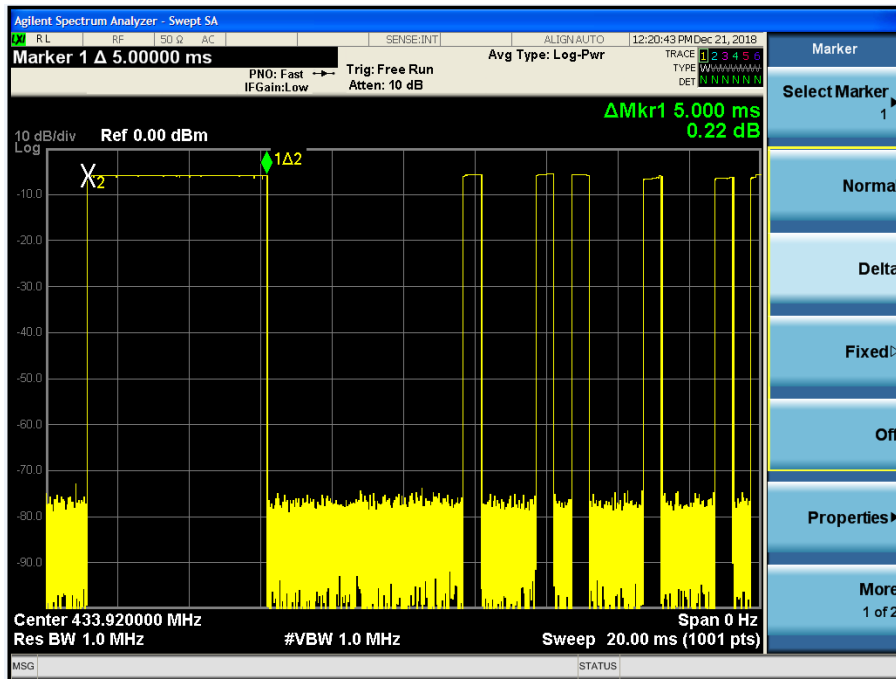 Agilent Spectrum Analyzer - Swept SA
LXI RL RF 50 Ω AC SENSE:INT ALIGN AUTO 12:20:43 PM Dec 21, 2018
Marker 1 Δ 5.00000 ms
PNO: Fast
IFGain:Low
Trig: Free Run
Atten: 10 dB
Avg Type: Log-Pwr
TRACE 1 2 3 4 5 6
TYPE WWWWWW
DET N N N N N N
ΔMkr1 5.000 ms
0.22 dB
10 dB/div
Log
Ref 0.00 dBm
X2
1Δ2
-10.0
-20.0
-30.0
-40.0
-50.0
-60.0
-70.0
-80.0
-90.0
Center 433.920000 MHz
Span 0 Hz
Res BW 1.0 MHz
#VBW 1.0 MHz
Sweep 20.00 ms (1001 pts)
MSG
STATUS
Marker
Select Marker
1
Norma
Delta
Fixed
Off
Properties
More
1 of 2